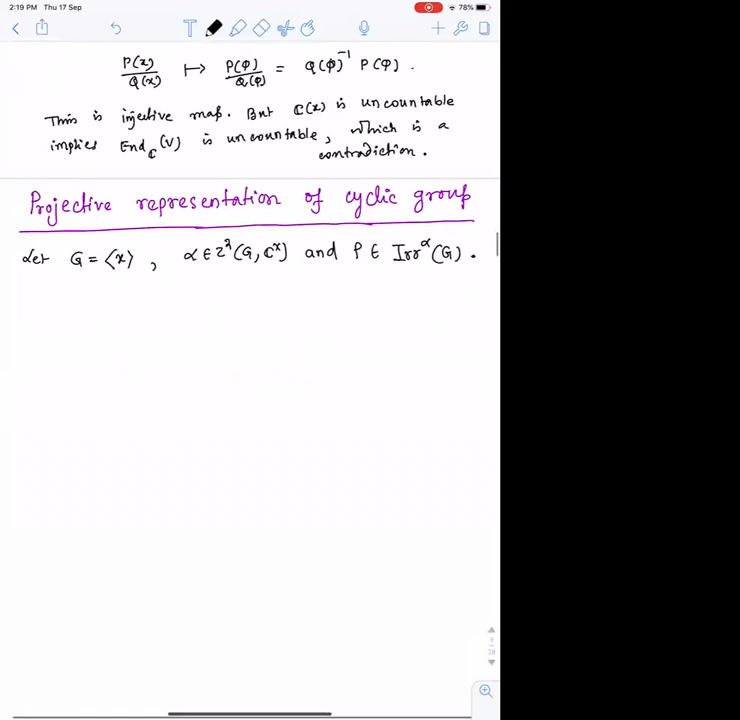 2:19 PM Thu 17 Sep
78%
P(x)/Q(x) ↦ P(φ)/Q(φ) = Q(φ)⁻¹ P(φ).
This is injective map. But ℂ(x) is uncountable
implies End_ℂ(V) is uncountable, which is a
contradiction.
Projective representation of cyclic group
Let G = ⟨x⟩, α ∈ Z²(G, ℂˣ) and ρ ∈ Irr^α(G).